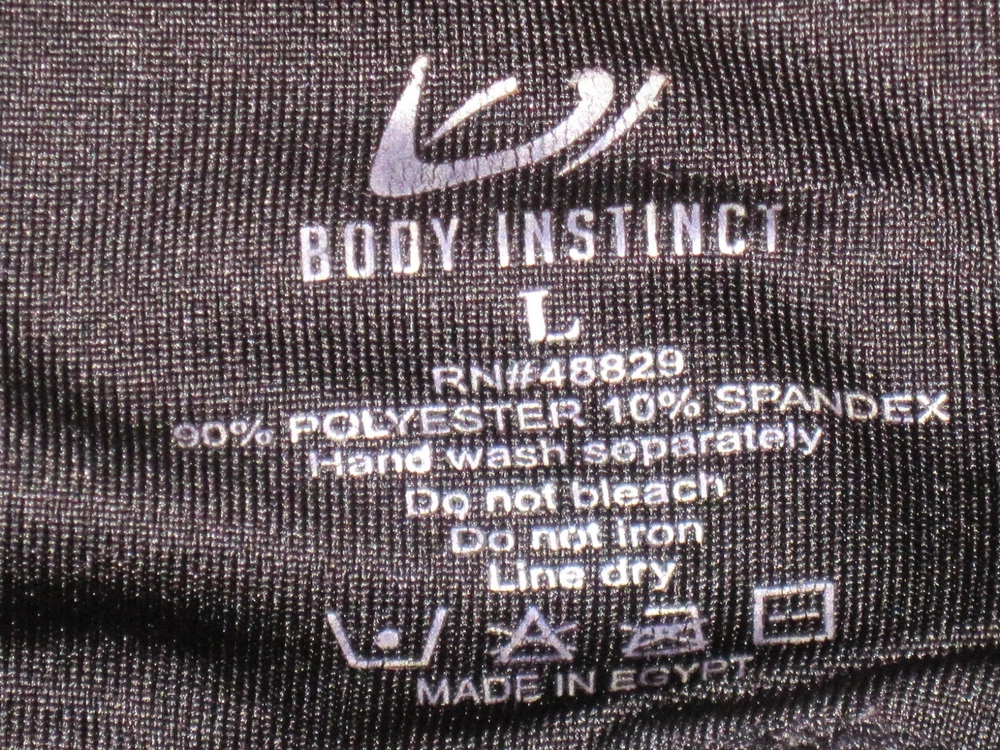 BODY INSTINCT
L
RN#48829
90% POLYESTER 10% SPANDEX
Hand wash separately
Do not bleach
Do not iron
Line dry
MADE IN EGYPT